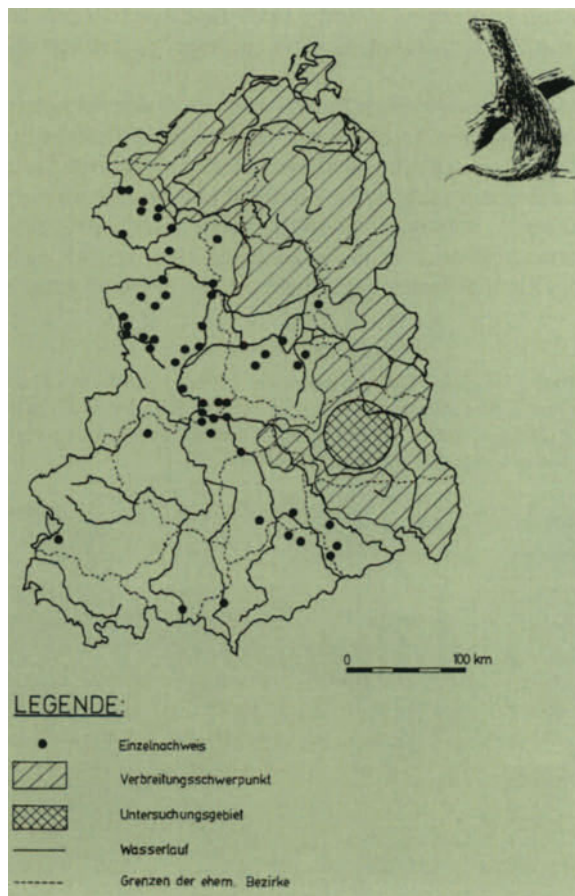 0 100 km
LEGENDE:
Einzelnachweis
Verbreitungsschwerpunkt
Untersuchungsgebiet
Wasserlauf
Grenzen der ehem. Bezirke